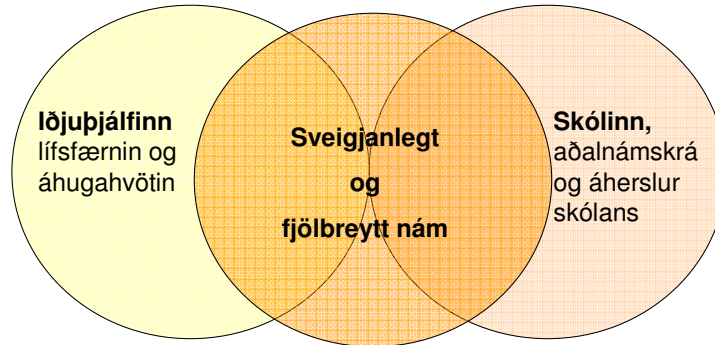 Iðjuþjálfinn
lífsfærnin og
áhugahvötin
Sveigjanlegt
og
fjölbreytt nám
Skólinn,
aðalnámskrá
og áherslur
skólans